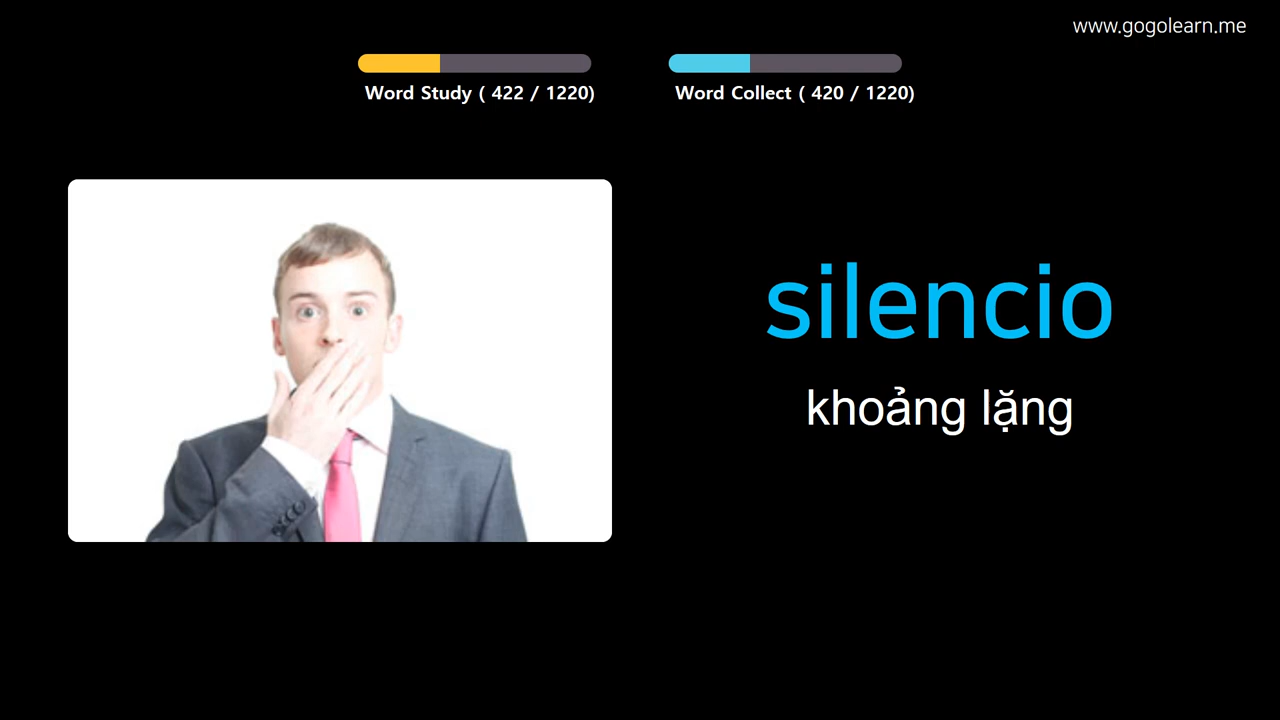 www.gogolearn.me
Word Study ( 422 / 1220)
Word Collect ( 420 / 1220)
silencio
khoảng lặng